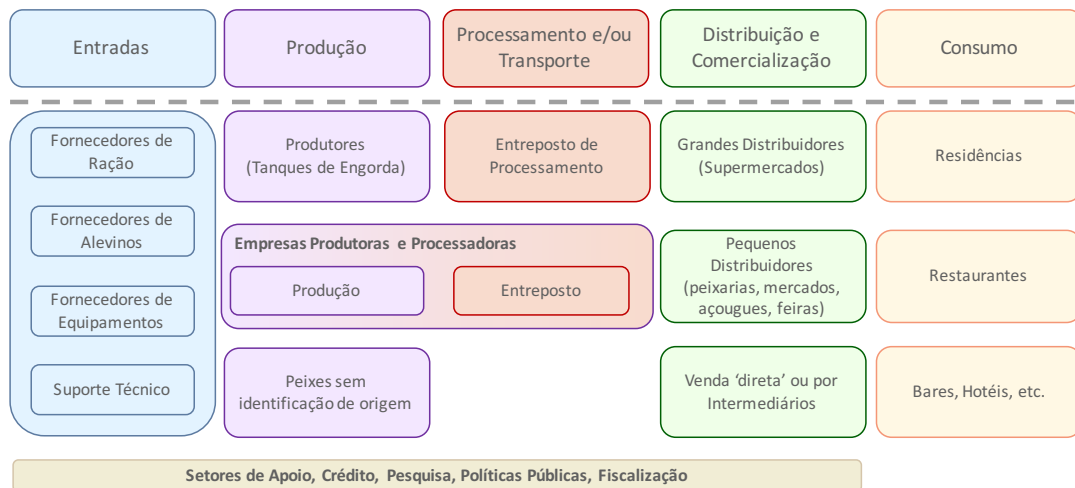 Entradas
Produção
Processamento e/ou
Transporte
Distribuição e
Comercialização
Consumo
Fornecedores de
Ração
Fornecedores de
Alevinos
Fornecedores de
Equipamentos
Suporte Técnico
Produtores
(Tanques de Engorda)
Entreposto de
Processamento
Empresas Produtoras e Processadoras
Produção
Entreposto
Peixes sem
identificação de origem
Grandes Distribuidores
(Supermercados)
Pequenos
Distribuidores
(peixarias, mercados,
açougues, feiras)
Venda ‘direta’ ou por
Intermediários
Residências
Restaurantes
Bares, Hotéis, etc.
Setores de Apoio, Crédito, Pesquisa, Políticas Públicas, Fiscalização